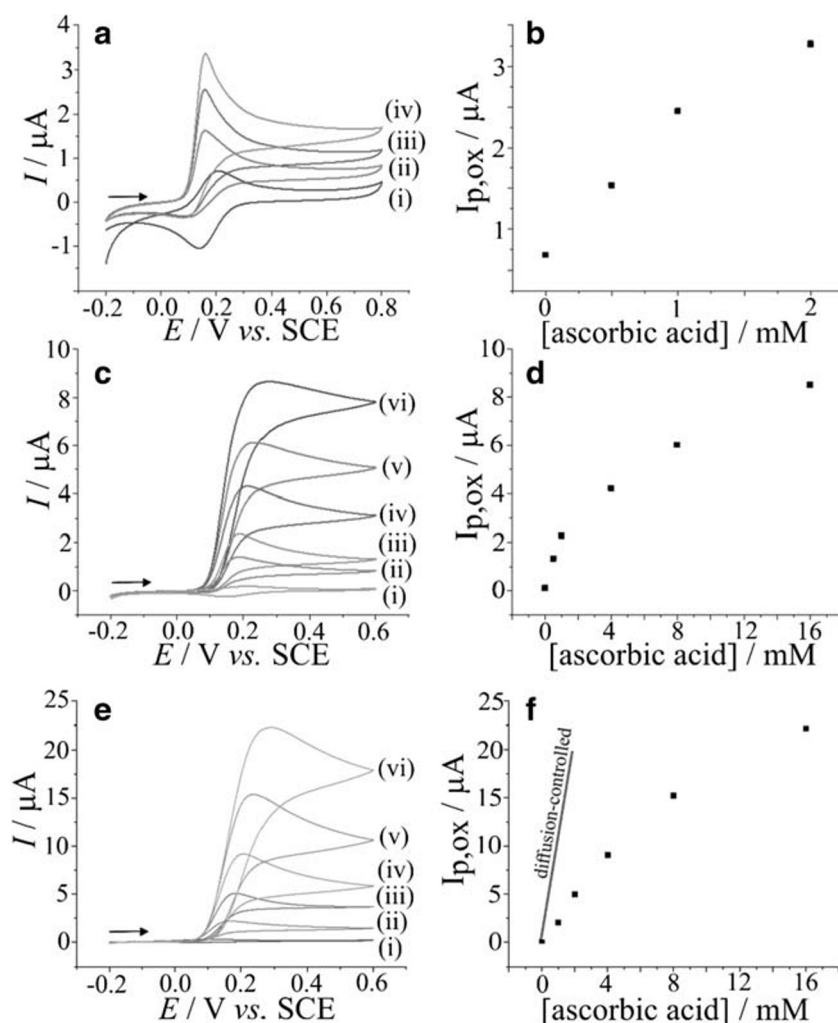 a
4
3
2
1
0
-1
I / μA
(iv)
(iii)
(ii)
(i)
-0.2 0.0 0.2 0.4 0.6 0.8
E / V vs. SCE
b
3
2
1
Ip,ox / μA
0 1 2
[ascorbic acid] / mM
c
10
8
6
4
2
0
I / μA
(vi)
(v)
(iv)
(iii)
(ii)
(i)
-0.2 0.0 0.2 0.4 0.6
E / V vs. SCE
d
10
8
6
4
2
0
Ip,ox / μA
0 4 8 12 16
[ascorbic acid] / mM
e
25
20
15
10
5
0
I / μA
(vi)
(v)
(iv)
(iii)
(ii)
(i)
-0.2 0.0 0.2 0.4 0.6
E / V vs. SCE
f
25
20
15
10
5
0
Ip,ox / μA
diffusion-controlled
0 4 8 12 16
[ascorbic acid] / mM